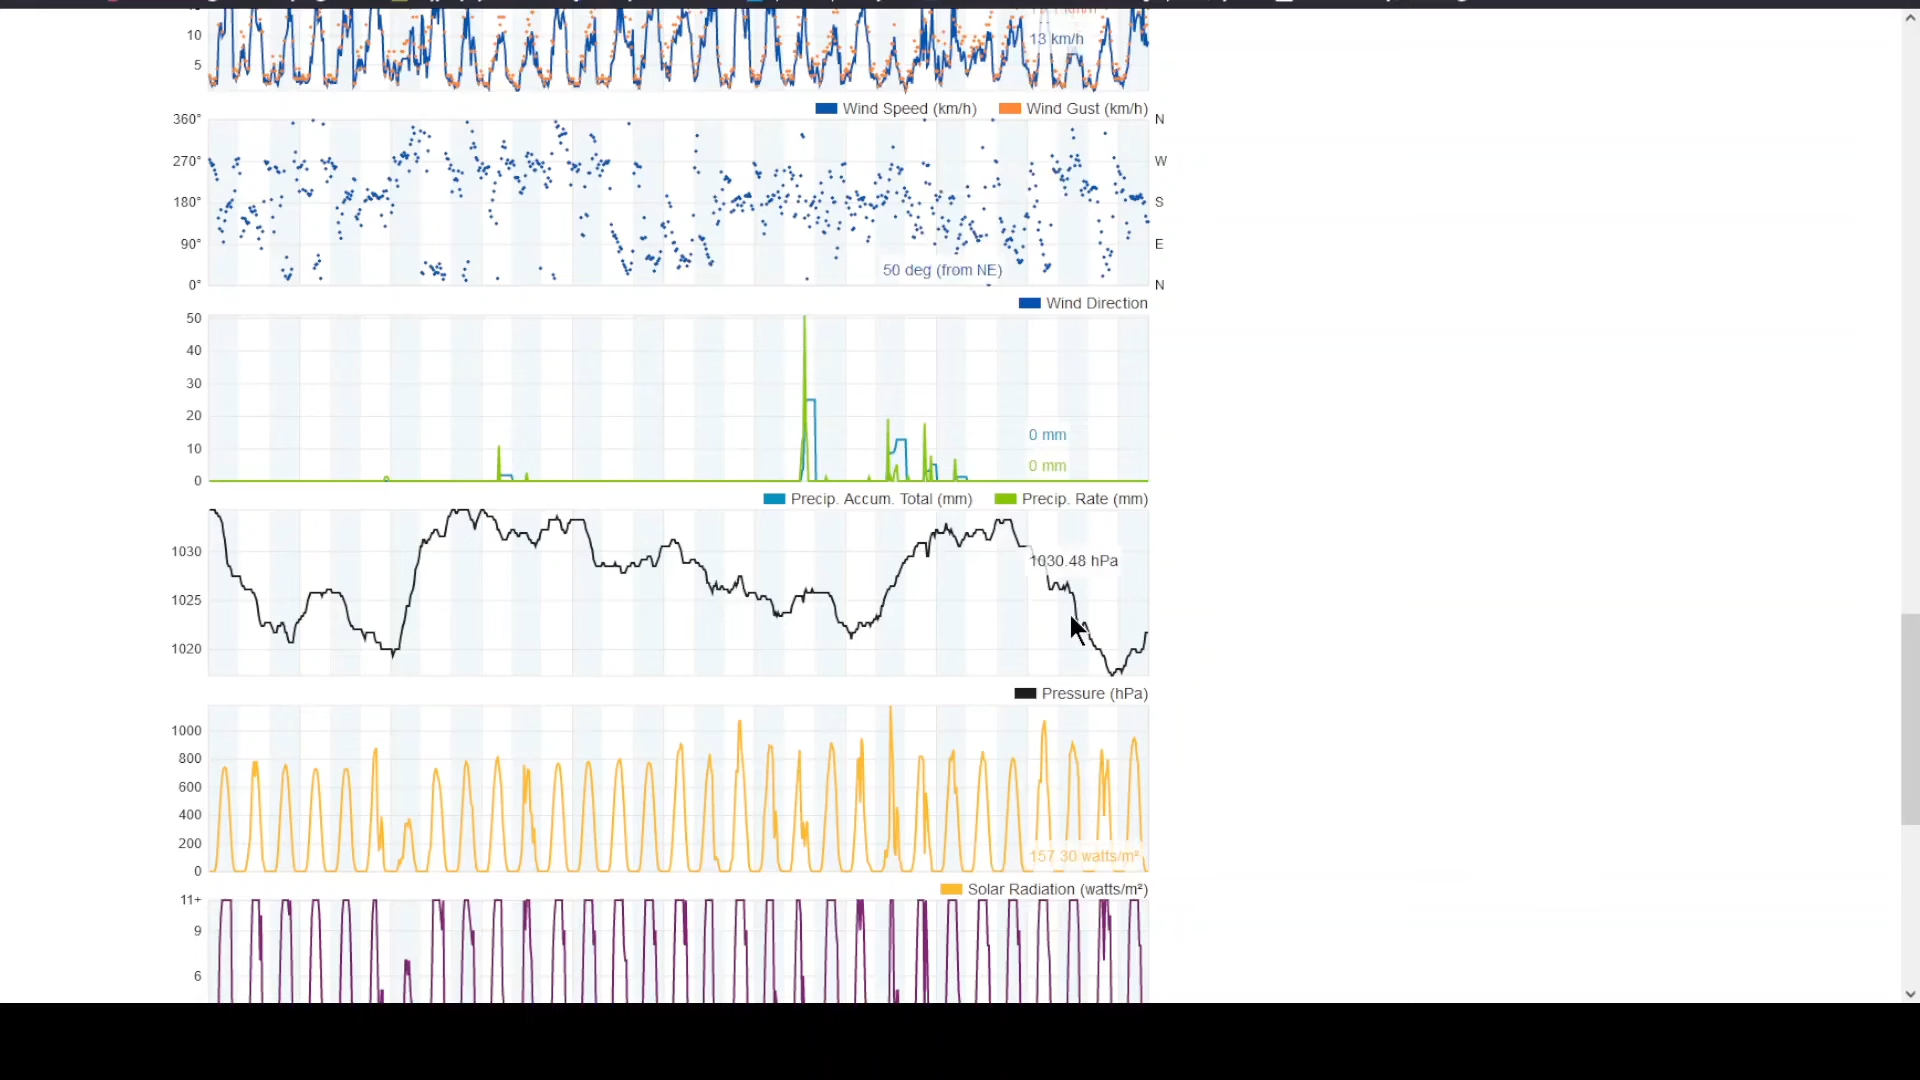 10
13 km/h
5
Wind Speed (km/h) Wind Gust (km/h)
360° N
270° W
180° S
90° E
50 deg (from NE)
0° N
Wind Direction
50
40
30
20
0 mm
10
0 mm
0
Precip. Accum. Total (mm) Precip. Rate (mm)
1030
1030.48 hPa
1025
1020
Pressure (hPa)
1000
800
600
400
200
157.30 watts/m²
0
Solar Radiation (watts/m²)
11+
9
6